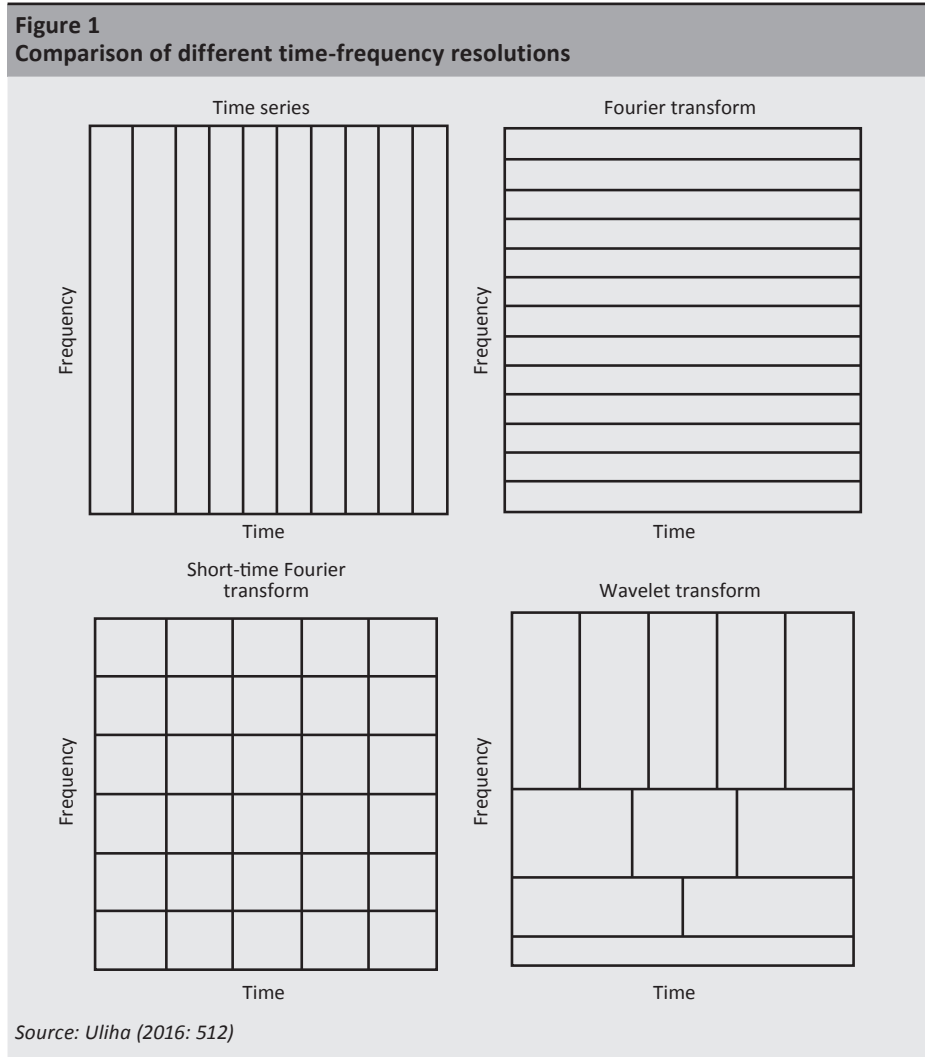 Figure 1
Comparison of different time-frequency resolutions
Time series
Fourier transform
Frequency
Frequency
Time
Time
Short-time Fourier
transform
Wavelet transform
Frequency
Frequency
Time
Time
Source: Uliha (2016: 512)